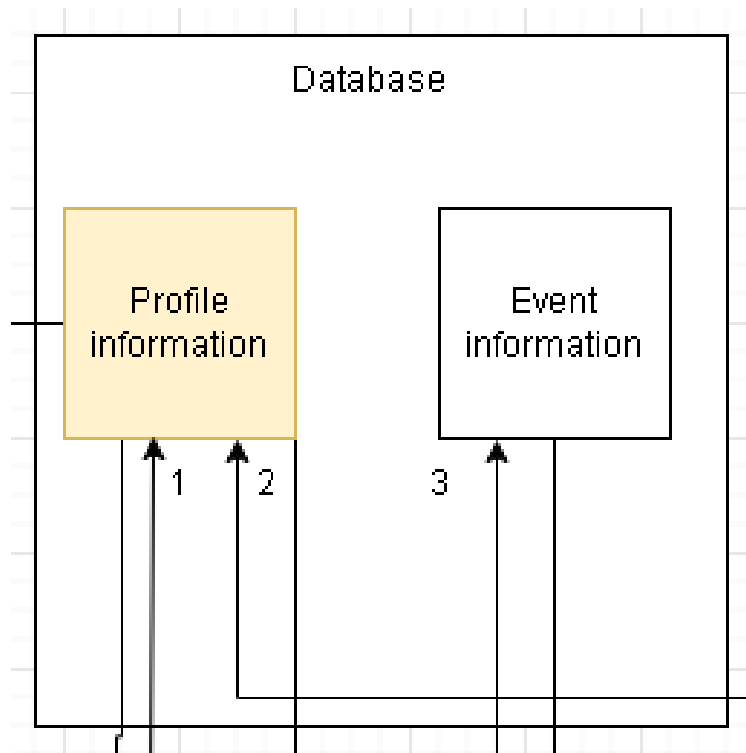 Database
Profile
information
Event
information
1
2
3